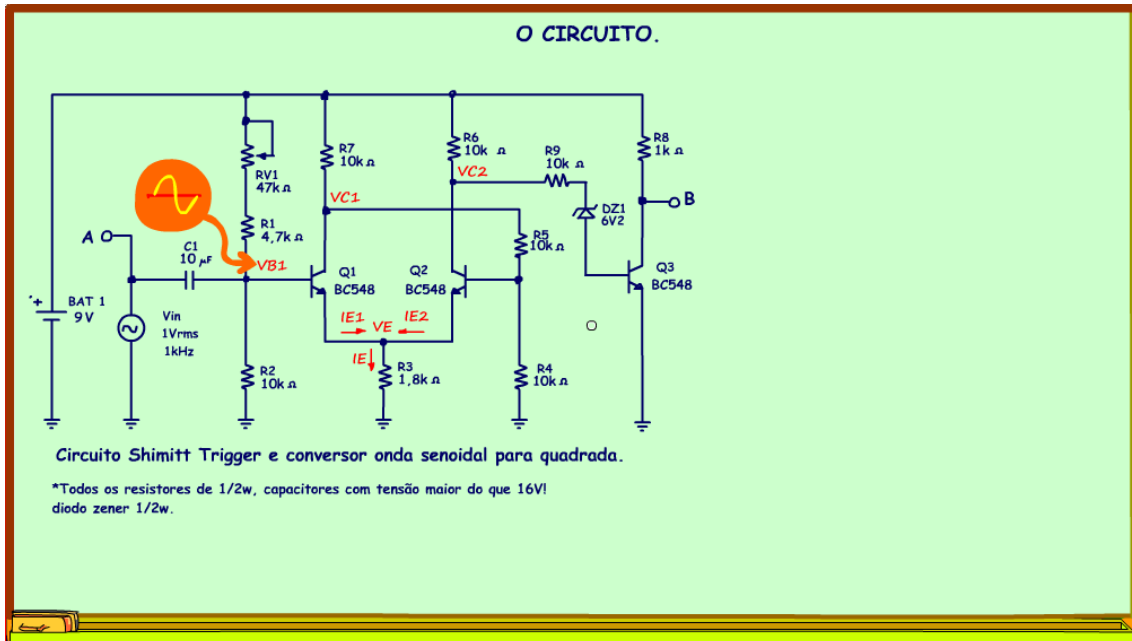 O CIRCUITO.
R7
10kΩ
R6
10k Ω
R9
10k Ω
R8
1kΩ
VC2
RV1
47kΩ
VC1
B
DZ1
6V2
A
R1
4,7kΩ
R5
10kΩ
C1
10 µF
VB1
Q1
BC548
Q2
BC548
Q3
BC548
+
BAT 1
9V
Vin
1Vrms
1kHz
IE1
VE
IE2
IE
R2
10kΩ
R3
1,8kΩ
R4
10kΩ
Circuito Shimitt Trigger e conversor onda senoidal para quadrada.
*Todos os resistores de 1/2w, capacitores com tensão maior do que 16V!
diodo zener 1/2w.